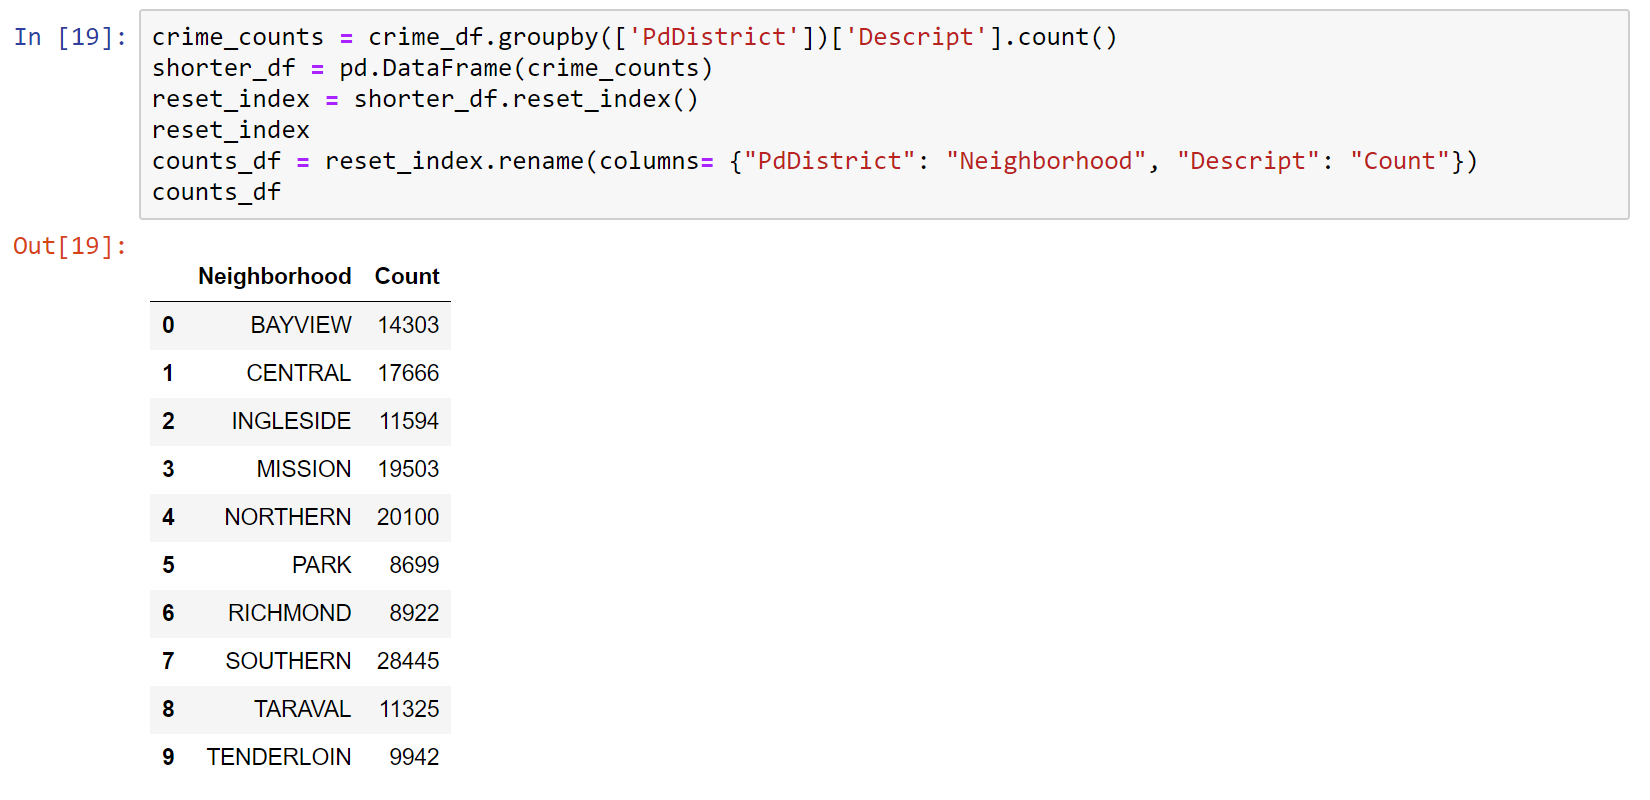 In [19]:
crime_counts = crime_df.groupby(['PdDistrict'])['Descript'].count()
shorter_df = pd.DataFrame(crime_counts)
reset_index = shorter_df.reset_index()
reset_index
counts_df = reset_index.rename(columns= {"PdDistrict": "Neighborhood", "Descript": "Count"})
counts_df
Out[19]:
Neighborhood Count
0 BAYVIEW 14303
1 CENTRAL 17666
2 INGLESIDE 11594
3 MISSION 19503
4 NORTHERN 20100
5 PARK 8699
6 RICHMOND 8922
7 SOUTHERN 28445
8 TARAVAL 11325
9 TENDERLOIN 9942